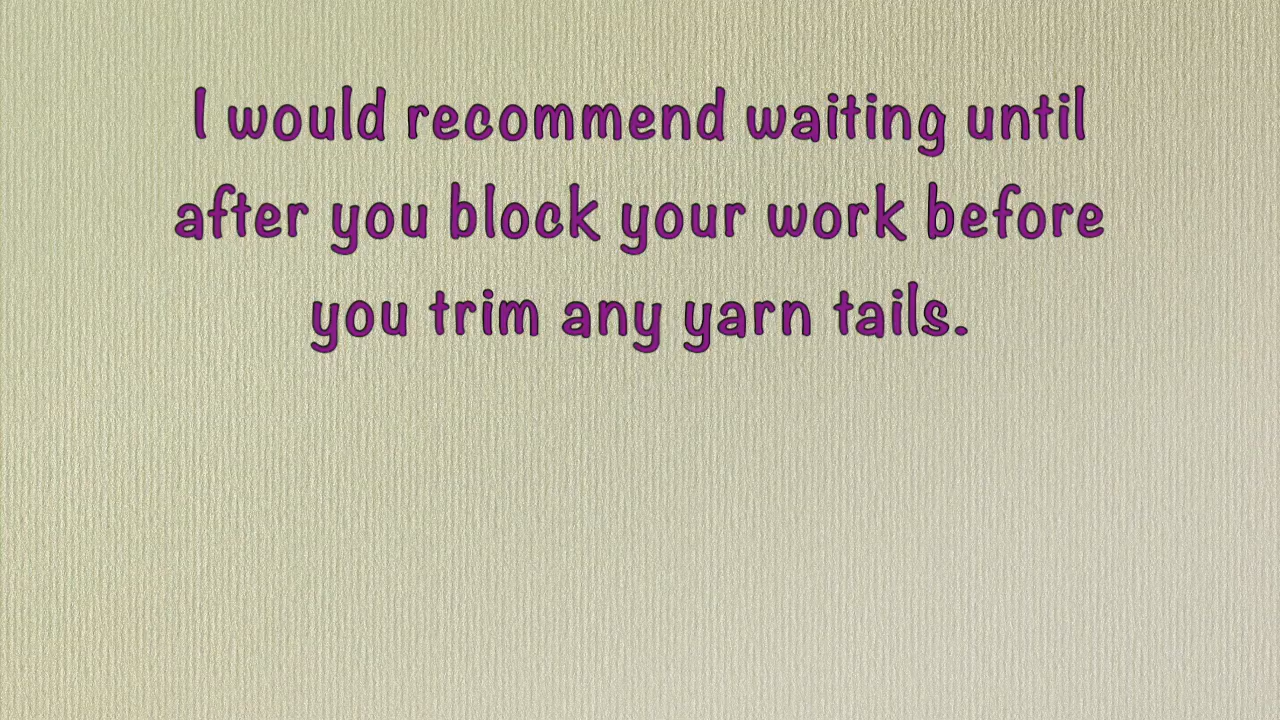 I would recommend waiting until
after you block your work before
you trim any yarn tails.